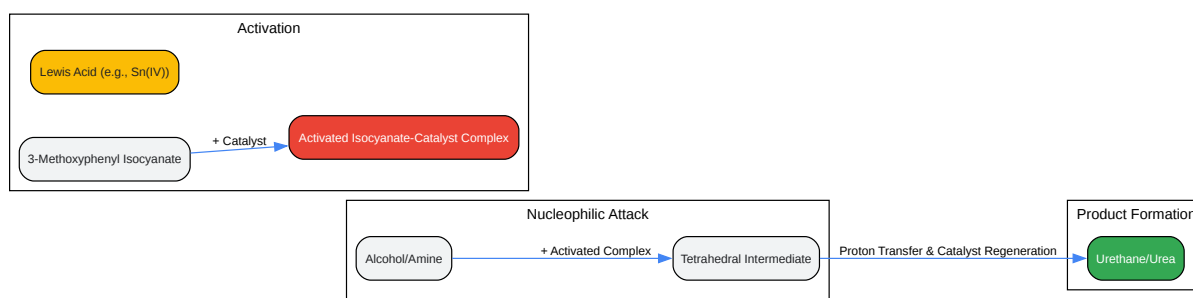 Activation
Lewis Acid (e.g., Sn(IV))
3-Methoxyphenyl Isocyanate
+ Catalyst
Activated Isocyanate-Catalyst Complex
Nucleophilic Attack
Alcohol/Amine
+ Activated Complex
Tetrahedral Intermediate
Proton Transfer & Catalyst Regeneration
Product Formation
Urethane/Urea